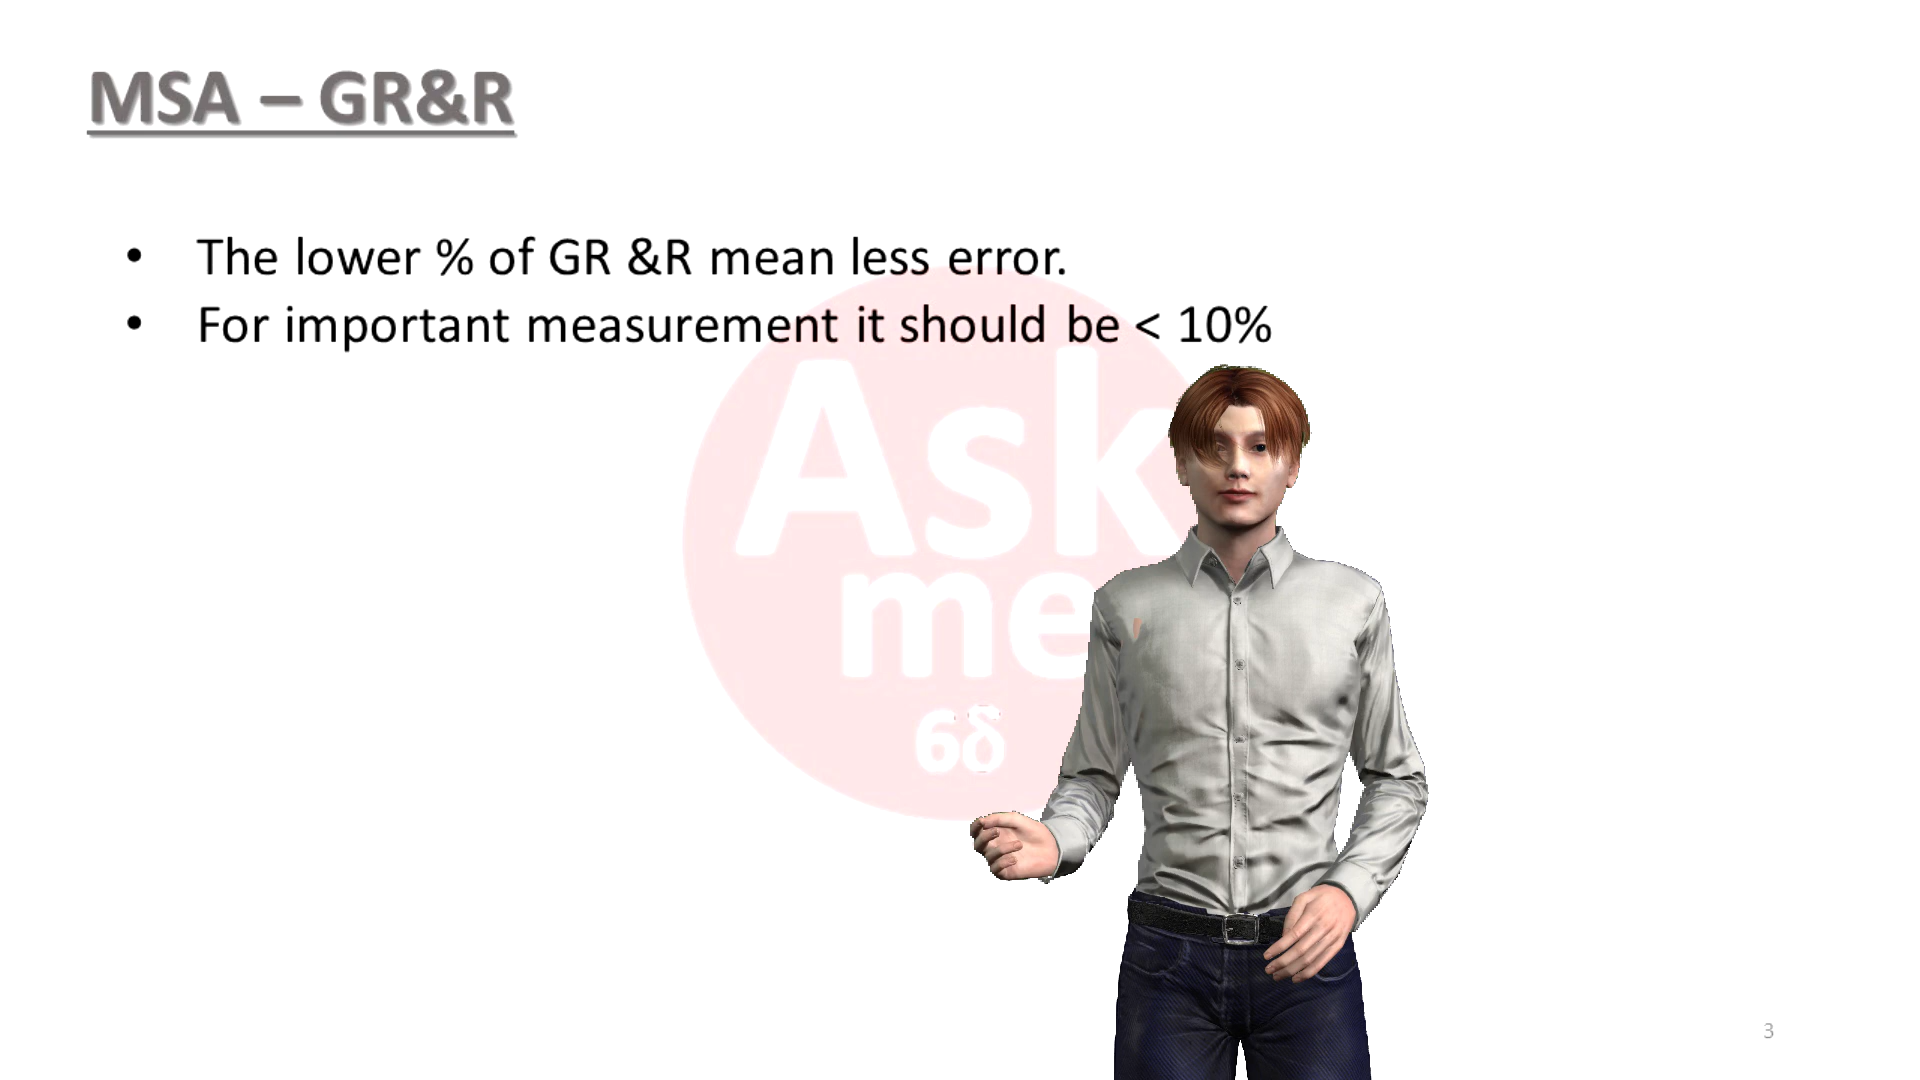 MSA – GR&R
• The lower % of GR &R mean less error.
• For important measurement it should be < 10%
Ask
me
6δ
3